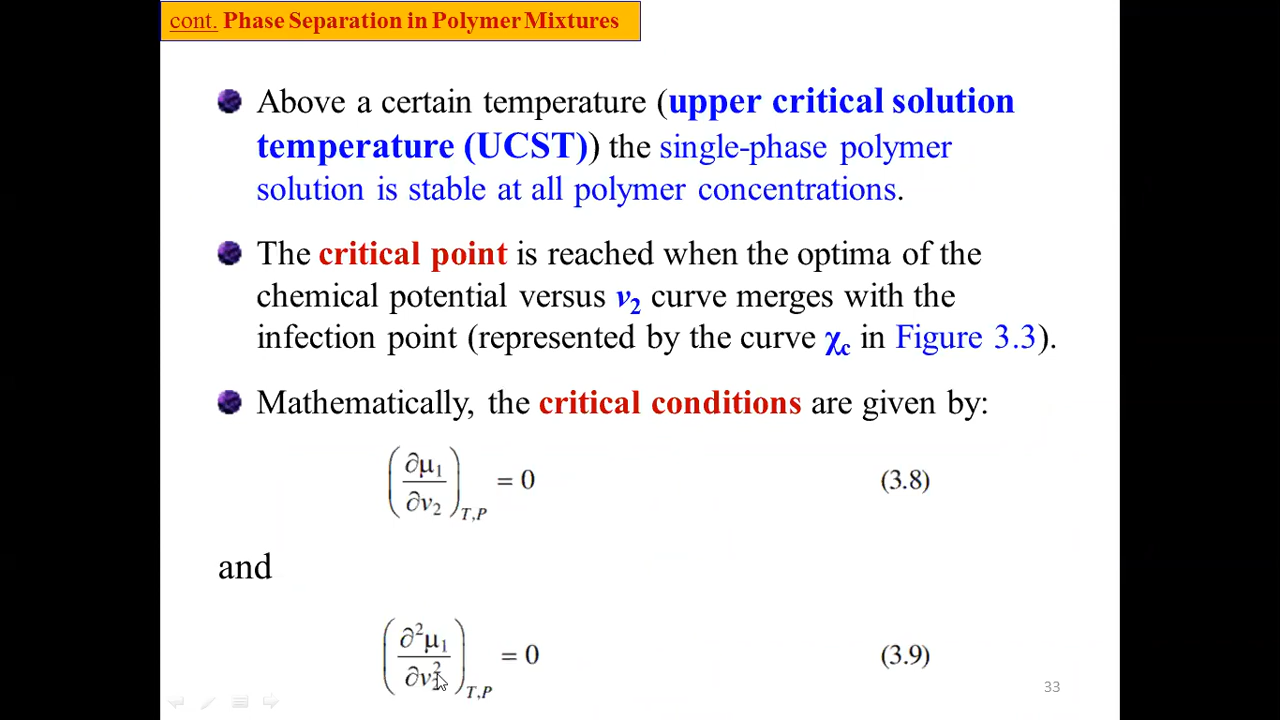 cont. Phase Separation in Polymer Mixtures
Above a certain temperature (upper critical solution
temperature (UCST)) the single-phase polymer
solution is stable at all polymer concentrations.
The critical point is reached when the optima of the
chemical potential versus v₂ curve merges with the
infection point (represented by the curve χc in Figure 3.3).
Mathematically, the critical conditions are given by:
(∂μ₁/∂v₂)T,P = 0 (3.8)
and
(∂²μ₁/∂v₂²)T,P = 0 (3.9)
33